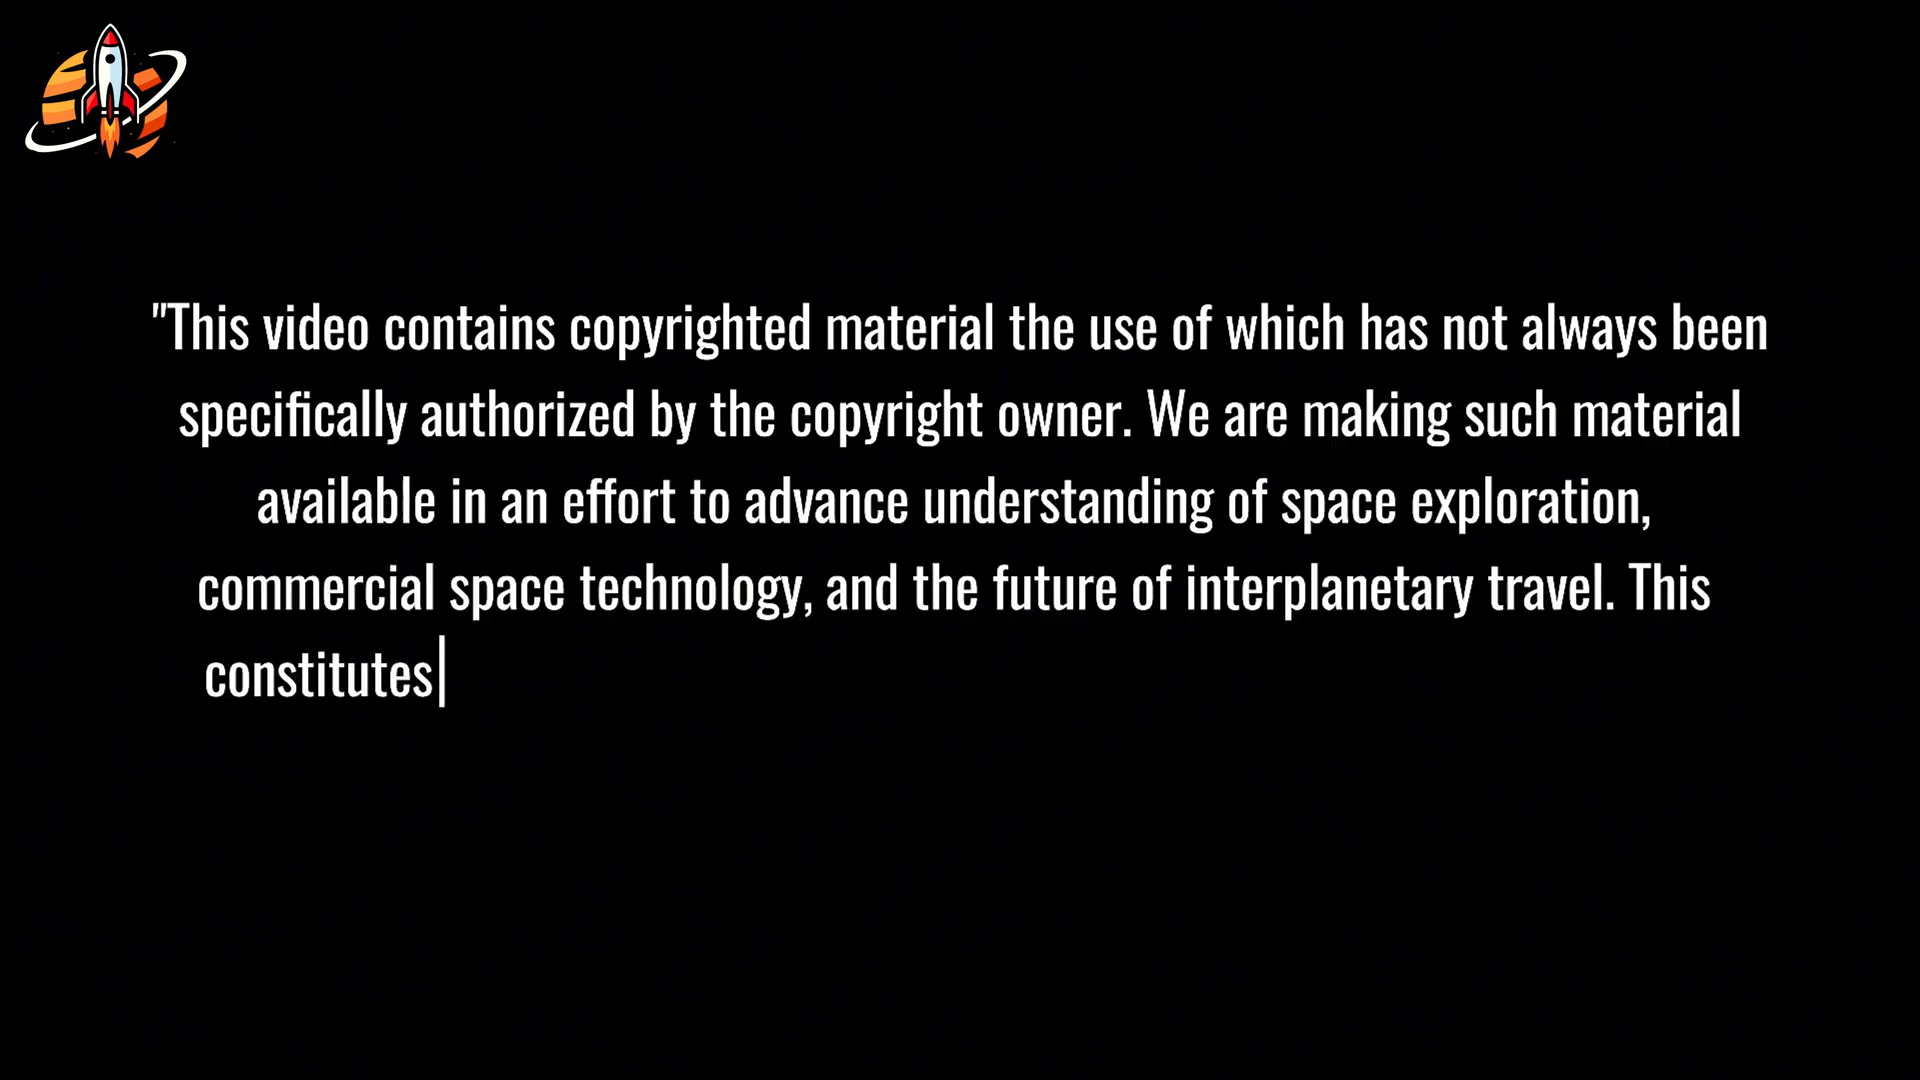 "This video contains copyrighted material the use of which has not always been
specifically authorized by the copyright owner. We are making such material
available in an effort to advance understanding of space exploration,
commercial space technology, and the future of interplanetary travel. This
constitutes